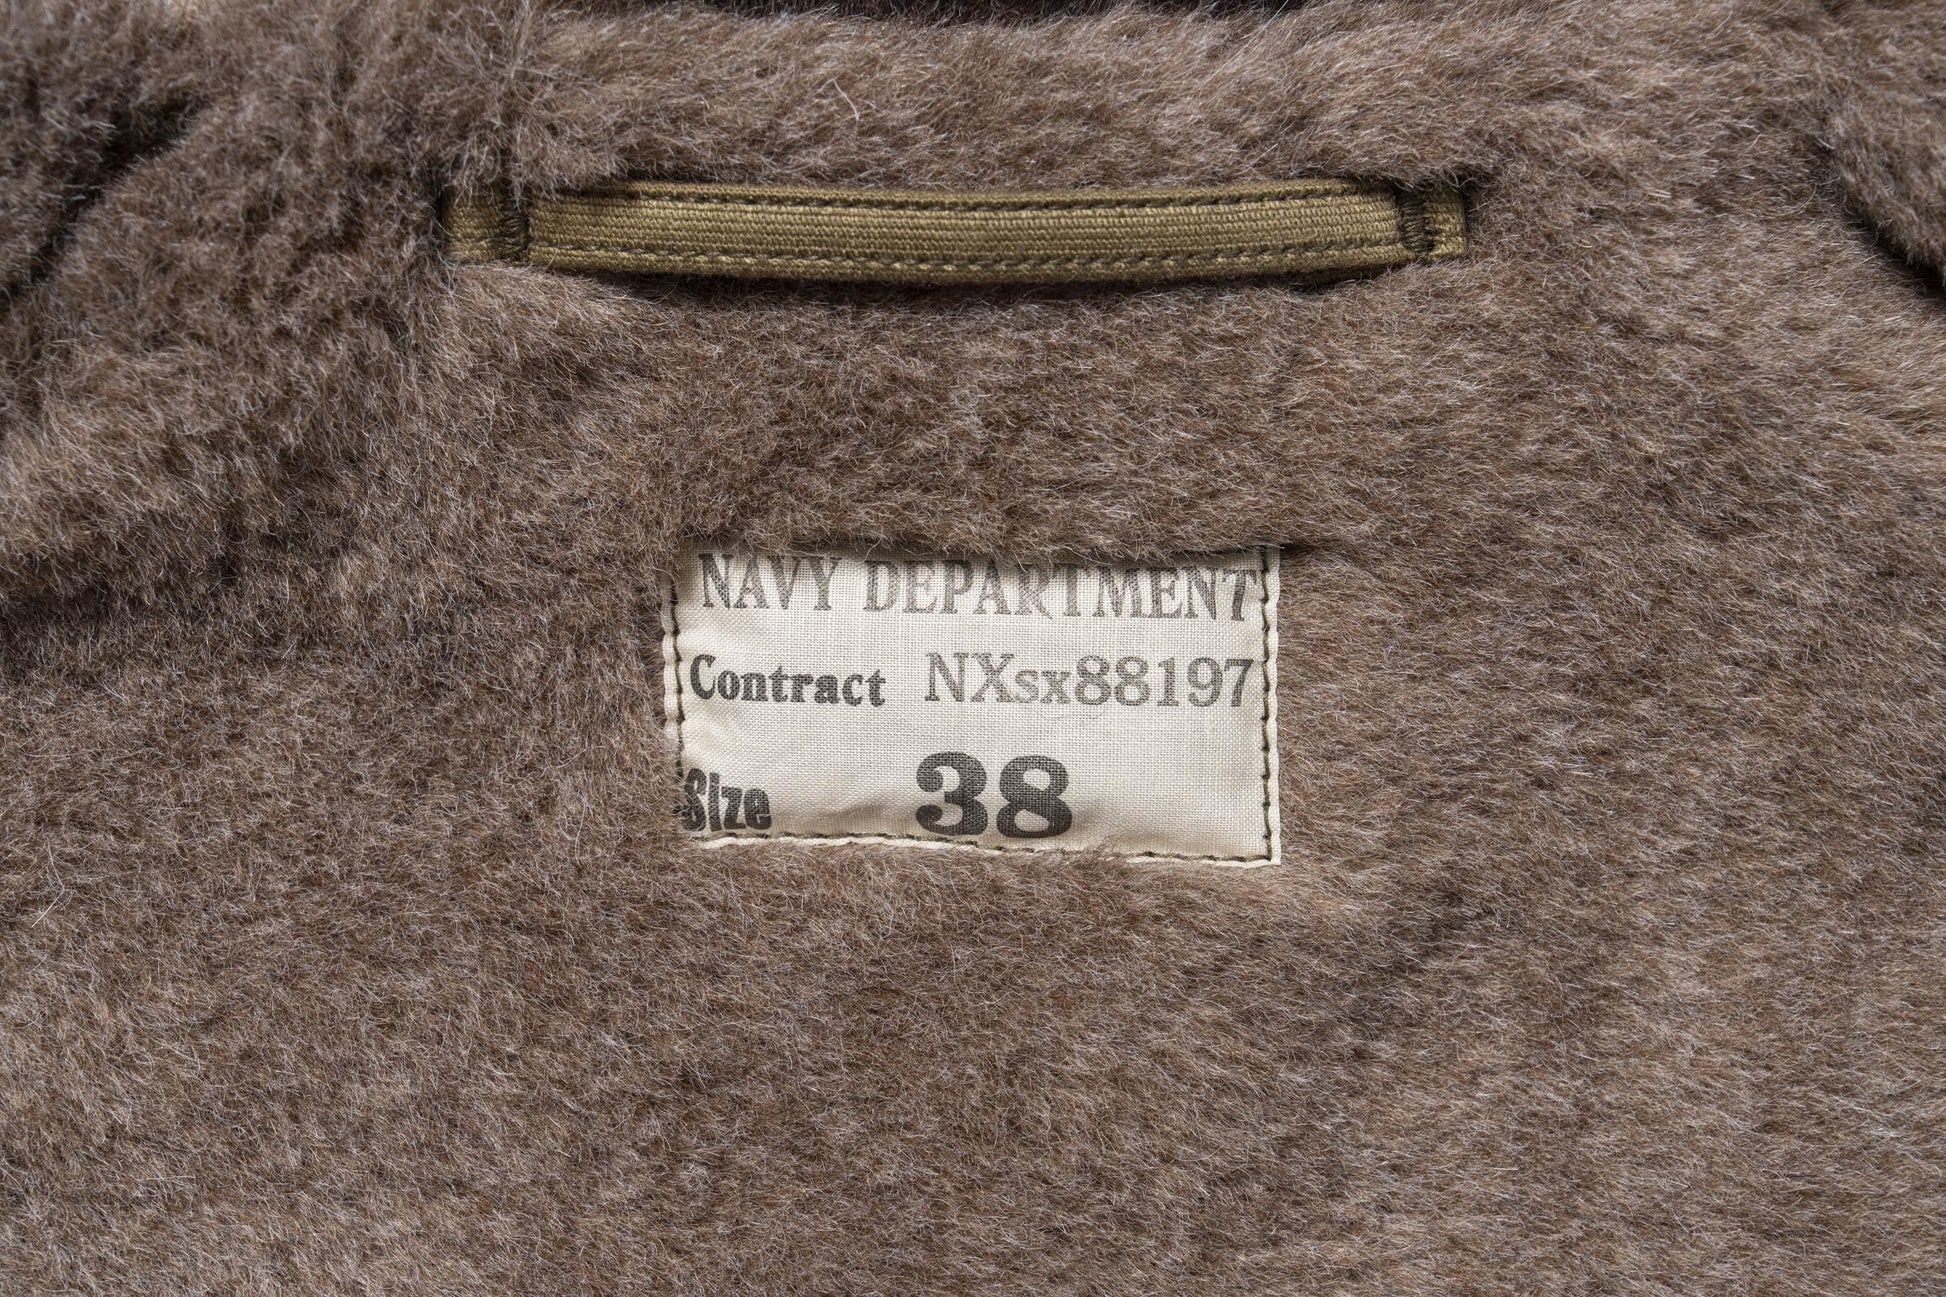 NAVY DEPARTMENT
Contract NXsx88197
Size 38